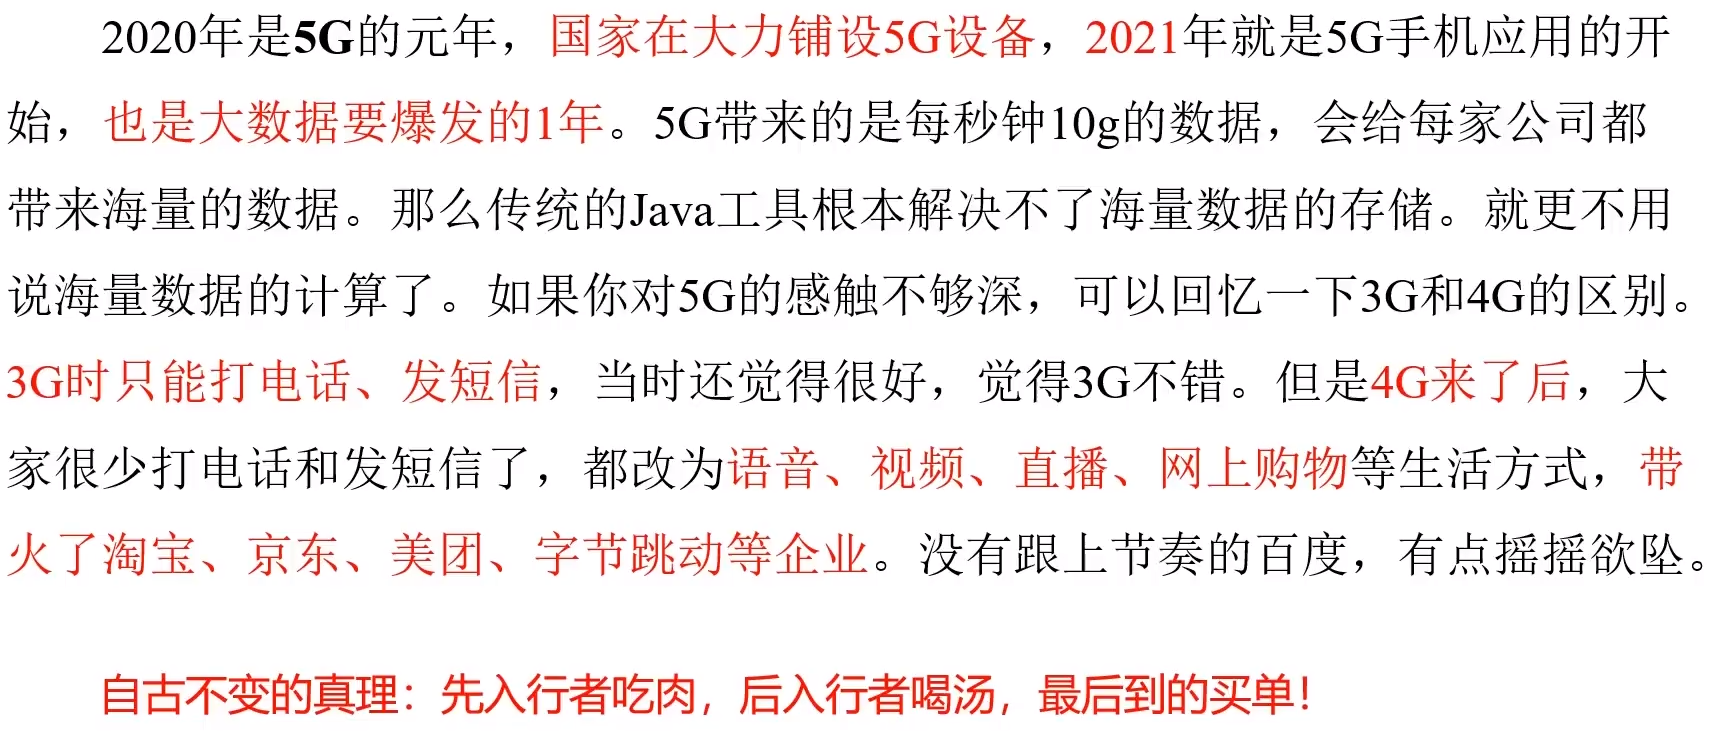 2020年是5G的元年，国家在大力铺设5G设备，2021年就是5G手机应用的开
始，也是大数据要爆发的1年。5G带来的是每秒钟10g的数据，会给每家公司都
带来海量的数据。那么传统的Java工具根本解决不了海量数据的存储。就更不用
说海量数据的计算了。如果你对5G的感触不够深，可以回忆一下3G和4G的区别。
3G时只能打电话、发短信，当时还觉得很好，觉得3G不错。但是4G来了后，大
家很少打电话和发短信了，都改为语音、视频、直播、网上购物等生活方式，带
火了淘宝、京东、美团、字节跳动等企业。没有跟上节奏的百度，有点摇摇欲坠。
自古不变的真理：先入行者吃肉，后入行者喝汤，最后到的买单！